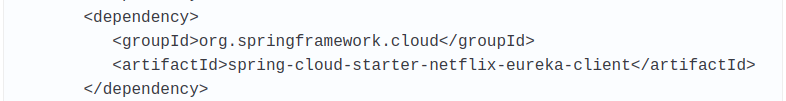 <dependency>
<groupId>org.springframework.cloud</groupId>
<artifactId>spring-cloud-starter-netflix-eureka-client</artifactId>
</dependency>